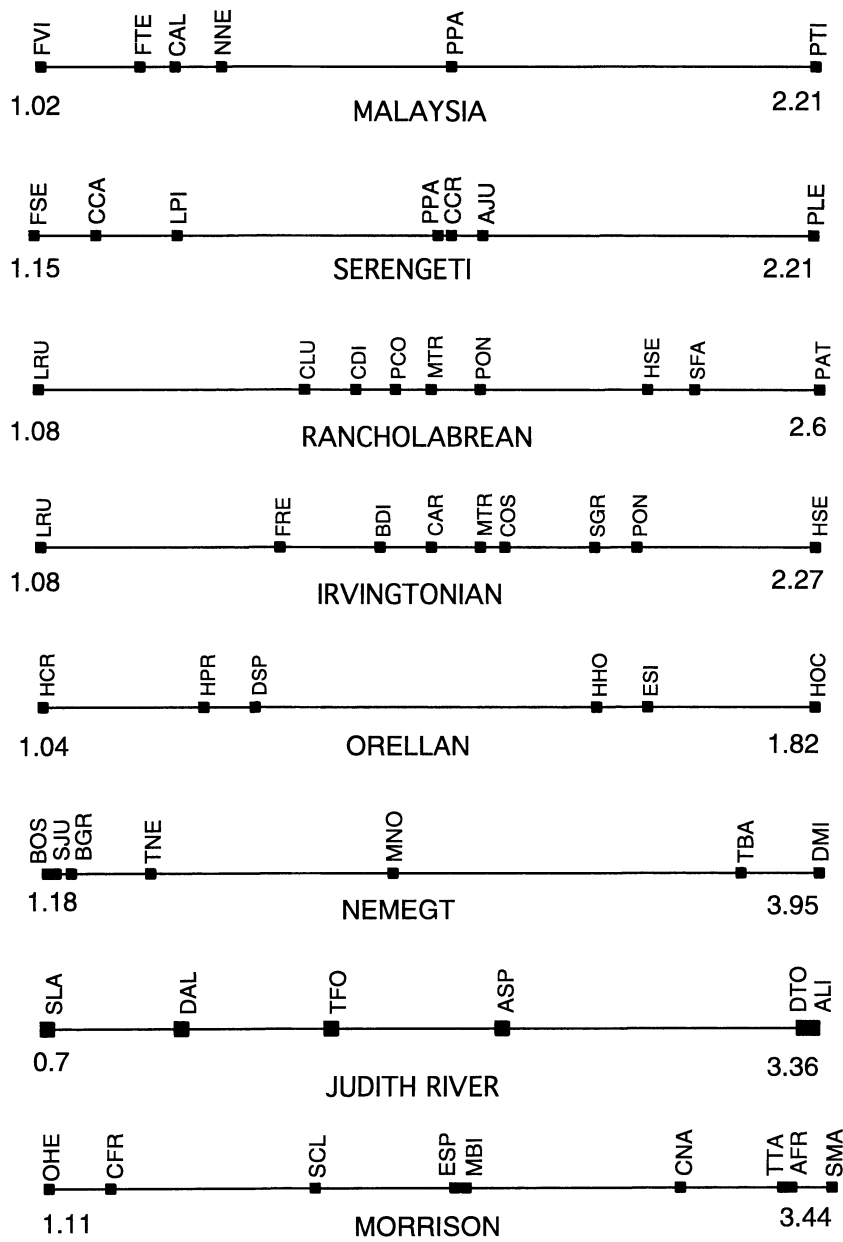 FVI FTE CAL NNE PPA PTI
1.02 MALAYSIA 2.21
FSE CCA LPI PPA CCR AJU PLE
1.15 SERENGETI 2.21
LRU CLU CDI PCO MTR PON HSE SFA PAT
1.08 RANCHOLABREAN 2.6
LRU FRE BDI CAR MTR COS SGR PON HSE
1.08 IRVINGTONIAN 2.27
HCR HPR DSP HHO ESI HOC
1.04 ORELLAN 1.82
BOS SJU BGR TNE MNO TBA DMI
1.18 NEMEGT 3.95
SLA DAL TFO ASP DTO ALI
0.7 JUDITH RIVER 3.36
OHE CFR SCL ESP MBI CNA TTA AFR SMA
1.11 MORRISON 3.44